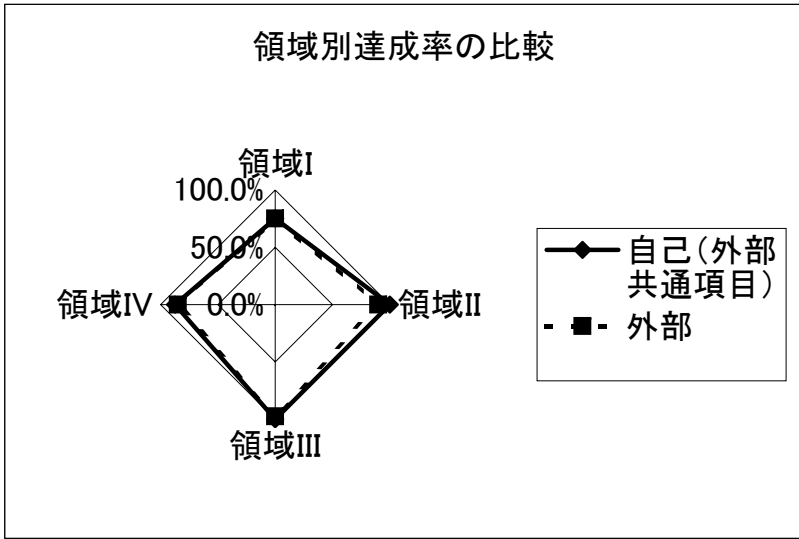 領域別達成率の比較
領域I
100.0%
50.0%
領域IV
0.0%
領域II
領域III
自己(外部
共通項目)
外部